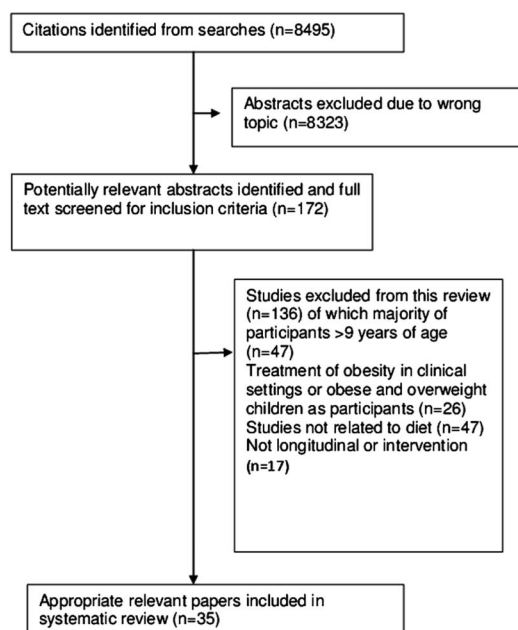 Citations identified from searches (n=8495)
Abstracts excluded due to wrong
topic (n=8323)
Potentially relevant abstracts identified and full
text screened for inclusion criteria (n=172)
Studies excluded from this review
(n=136) of which majority of
participants >9 years of age
(n=47)
Treatment of obesity in clinical
settings or obese and overweight
children as participants (n=26)
Studies not related to diet (n=47)
Not longitudinal or intervention
(n=17)
Appropriate relevant papers included in
systematic review (n=35)